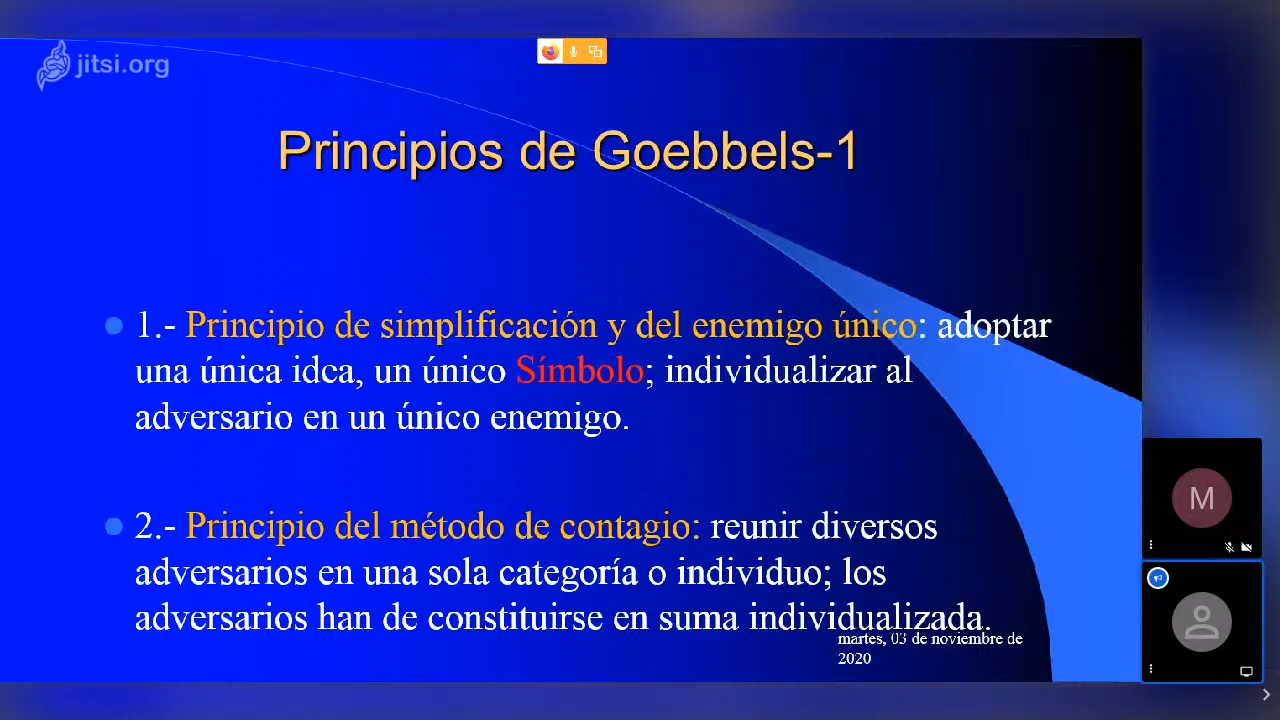 jitsi.org
Principios de Goebbels-1
1.- Principio de simplificación y del enemigo único: adoptar
una única idea, un único Símbolo; individualizar al
adversario en un único enemigo.
2.- Principio del método de contagio: reunir diversos
adversarios en una sola categoría o individuo; los
adversarios han de constituirse en suma individualizada.
martes, 03 de noviembre de
2020
M